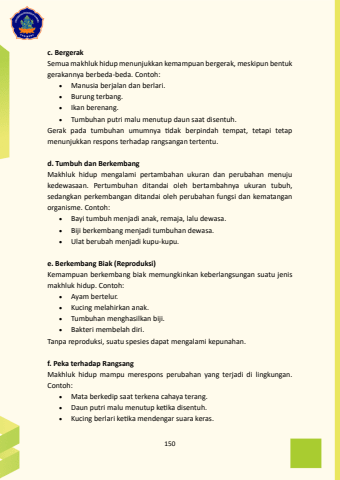 c. Bergerak
Semua makhluk hidup menunjukkan kemampuan bergerak, meskipun bentuk
gerakannya berbeda-beda. Contoh:
• Manusia berjalan dan berlari.
• Burung terbang.
• Ikan berenang.
• Tumbuhan putri malu menutup daun saat disentuh.
Gerak pada tumbuhan umumnya tidak berpindah tempat, tetapi tetap
menunjukkan respons terhadap rangsangan tertentu.
d. Tumbuh dan Berkembang
Makhluk hidup mengalami pertambahan ukuran dan perubahan menuju
kedewasaan. Pertumbuhan ditandai oleh bertambahnya ukuran tubuh,
sedangkan perkembangan ditandai oleh perubahan fungsi dan kematangan
organisme. Contoh:
• Bayi tumbuh menjadi anak, remaja, lalu dewasa.
• Biji berkembang menjadi tumbuhan dewasa.
• Ulat berubah menjadi kupu-kupu.
e. Berkembang Biak (Reproduksi)
Kemampuan berkembang biak memungkinkan keberlangsungan suatu jenis
makhluk hidup. Contoh:
• Ayam bertelur.
• Kucing melahirkan anak.
• Tumbuhan menghasilkan biji.
• Bakteri membelah diri.
Tanpa reproduksi, suatu spesies dapat mengalami kepunahan.
f. Peka terhadap Rangsang
Makhluk hidup mampu merespons perubahan yang terjadi di lingkungan.
Contoh:
• Mata berkedip saat terkena cahaya terang.
• Daun putri malu menutup ketika disentuh.
• Kucing berlari ketika mendengar suara keras.
150